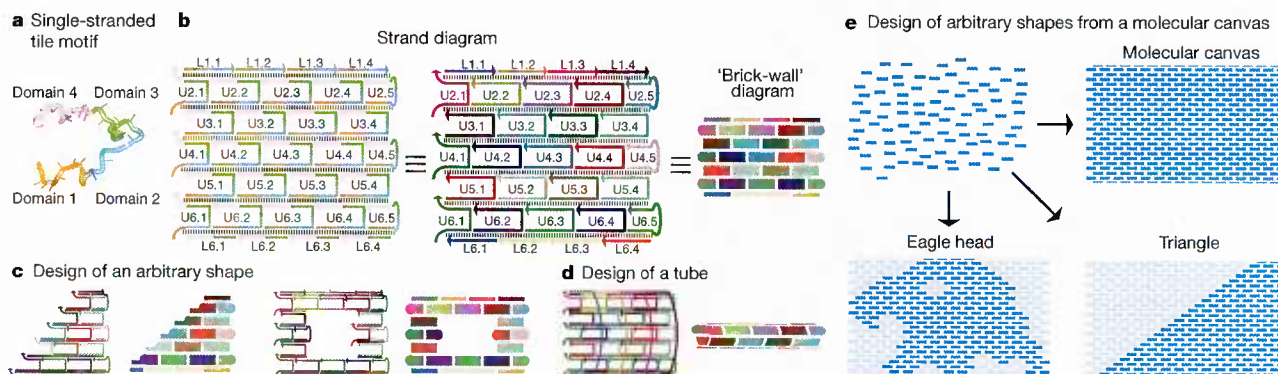 a Single-stranded
tile motif
Domain 4 Domain 3
Domain 1 Domain 2
b
Strand diagram
L1.1 L1.2 L1.3 L1.4
U2.1 U2.2 U2.3 U2.4 U2.5
U3.1 U3.2 U3.3 U3.4
U4.1 U4.2 U4.3 U4.4 U4.5
U5.1 U5.2 U5.3 U5.4
U6.1 U6.2 U6.3 U6.4 U6.5
L6.1 L6.2 L6.3 L6.4
L1.1 L1.2 L1.3 L1.4
U2.1 U2.2 U2.3 U2.4 U2.5
U3.1 U3.2 U3.3 U3.4
U4.1 U4.2 U4.3 U4.4 U4.5
U5.1 U5.2 U5.3 U5.4
U6.1 U6.2 U6.3 U6.4 U6.5
L6.1 L6.2 L6.3 L6.4
'Brick-wall'
diagram
c Design of an arbitrary shape
d Design of a tube
e Design of arbitrary shapes from a molecular canvas
Molecular canvas
Eagle head
Triangle